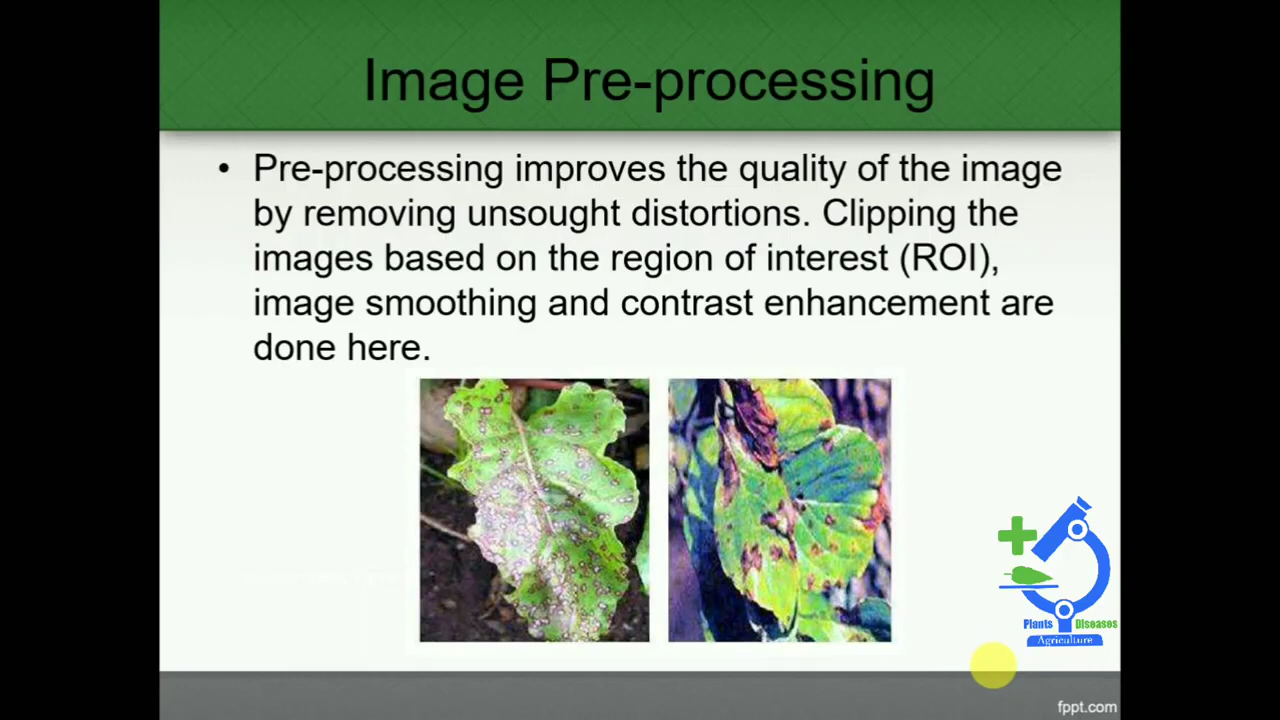 Image Pre-processing
• Pre-processing improves the quality of the image
by removing unsought distortions. Clipping the
images based on the region of interest (ROI),
image smoothing and contrast enhancement are
done here.
Plants Diseases
Agriculture
fppt.com